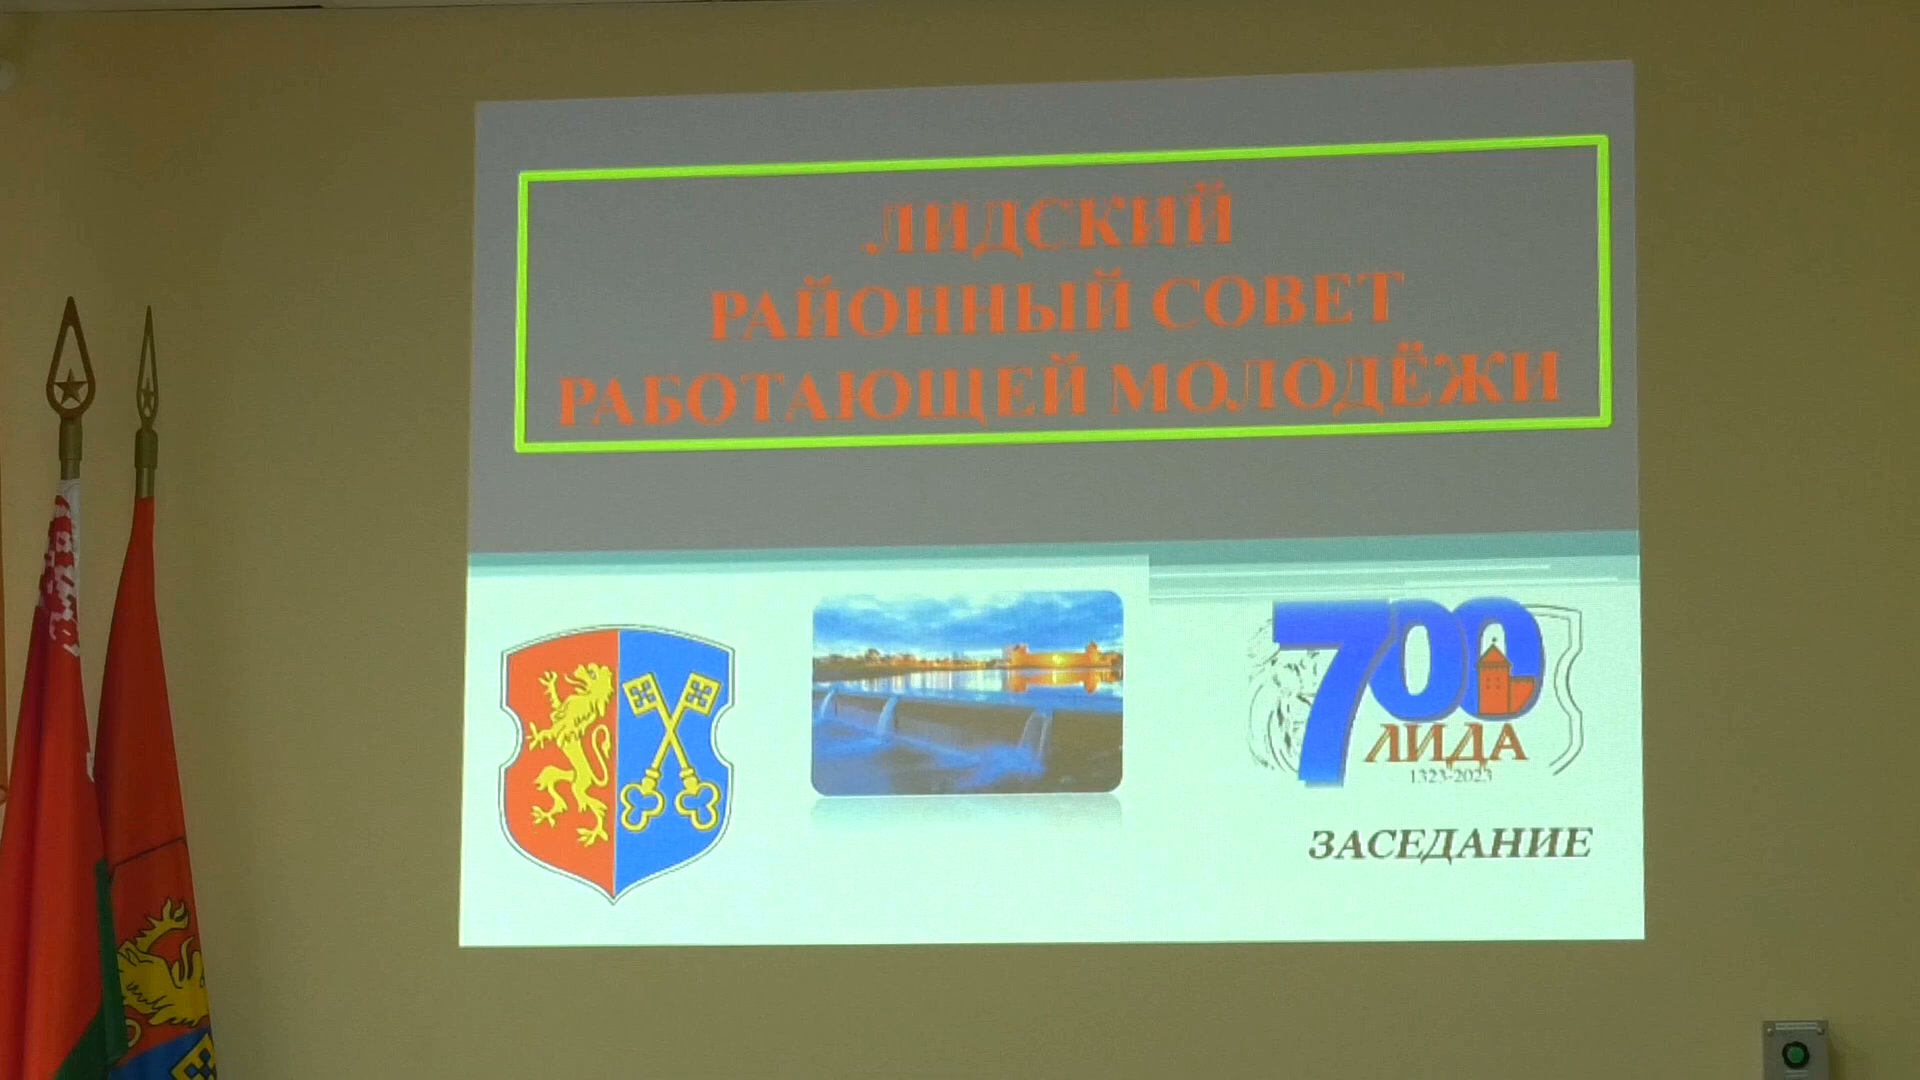 ЛИДСКИЙ
РАЙОННЫЙ СОВЕТ
РАБОТАЮЩЕЙ МОЛОДЁЖИ
700
ЛИДА
1323-2023
ЗАСЕДАНИЕ